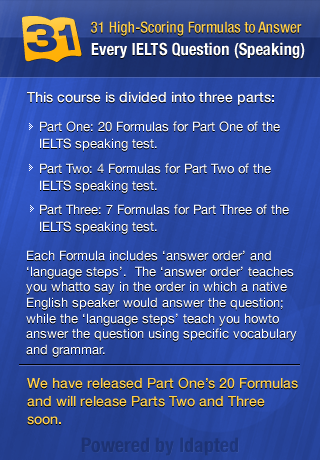 31
31 High-Scoring Formulas to Answer
Every IELTS Question (Speaking)
This course is divided into three parts:
Part One: 20 Formulas for Part One of the
IELTS speaking test.
Part Two: 4 Formulas for Part Two of the
IELTS speaking test.
Part Three: 7 Formulas for Part Three of the
IELTS speaking test.
Each Formula includes ‘answer order’ and
‘language steps’.  The ‘answer order’ teaches
you whatto say in the order in which a native
English speaker would answer the question;
while the ‘language steps’ teach you howto
answer the question using specific vocabulary
and grammar.
We have released Part One’s 20 Formulas
and will release Parts Two and Three
soon.
Powered by Idapted